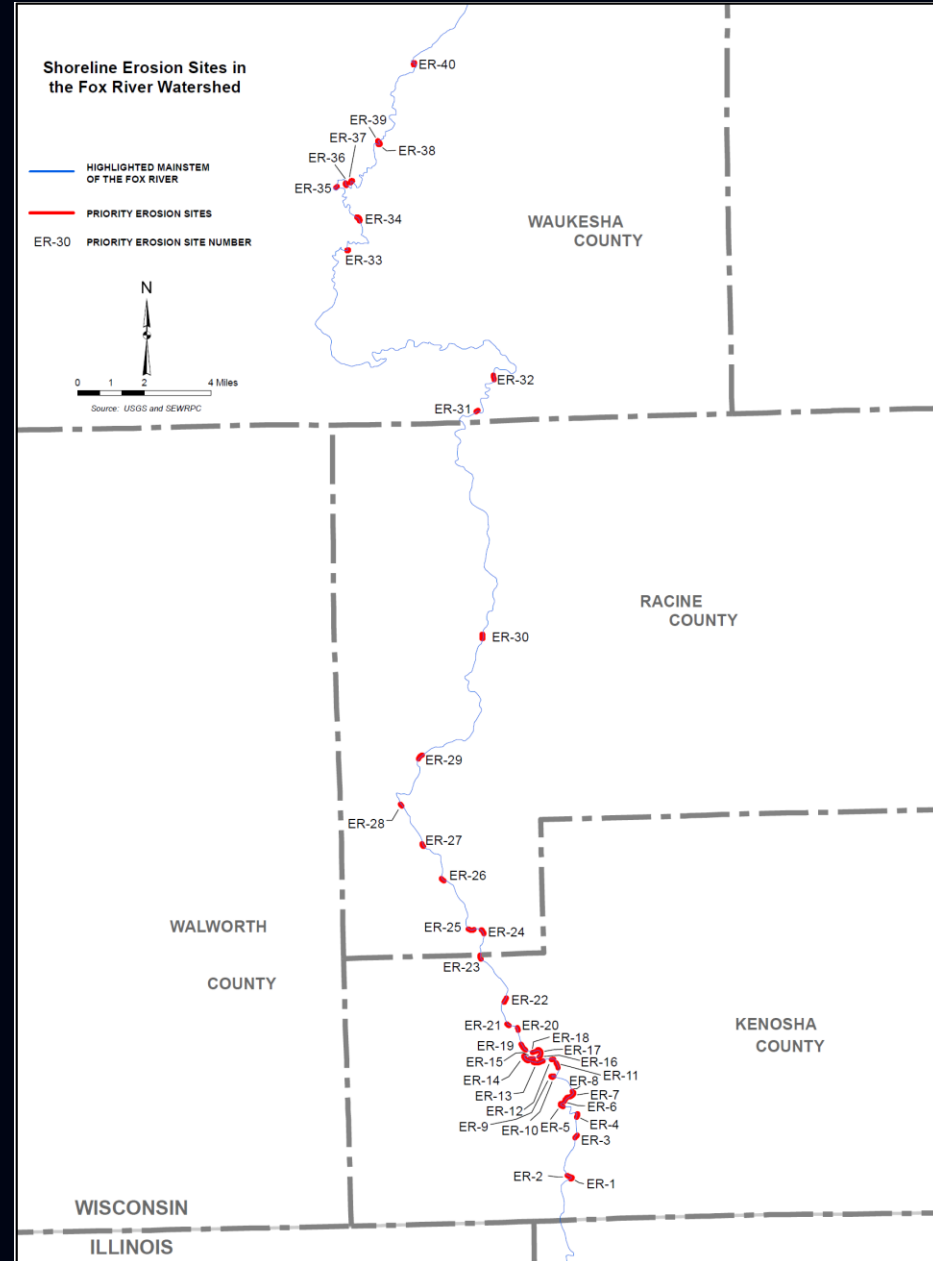 Shoreline Erosion Sites in
the Fox River Watershed
HIGHLIGHTED MAINSTEM
OF THE FOX RIVER
PRIORITY EROSION SITES
ER-30 PRIORITY EROSION SITE NUMBER
N
0 1 2 4 Miles
Source: USGS and SEWRPC
ER-40
ER-39
ER-37
ER-38
ER-36
ER-35
ER-34
ER-33
WAUKESHA
COUNTY
ER-32
ER-31
RACINE
COUNTY
ER-30
ER-29
ER-28
ER-27
ER-26
ER-25
ER-24
WALWORTH
COUNTY
ER-23
ER-22
ER-21
ER-20
KENOSHA
COUNTY
ER-18
ER-19
ER-17
ER-15
ER-16
ER-14
ER-11
ER-13
ER-8
ER-7
ER-12
ER-6
ER-9
ER-10
ER-5
ER-4
ER-3
ER-2
ER-1
WISCONSIN
ILLINOIS